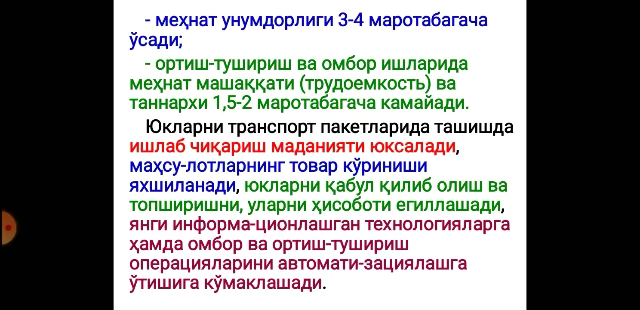 - меҳнат унумдорлиги 3-4 маротабагача
ўсади;
- ортиш-тушириш ва омбор ишларида
меҳнат машаққати (трудоемкость) ва
таннархи 1,5-2 маротабагача камайади.
Юкларни транспорт пакетларида ташишда
ишлаб чиқариш маданияти юксалади,
маҳсу-лотларнинг товар кўриниши
яхшиланади, юкларни қабул қилиб олиш ва
топширишни, уларни ҳисоботи егиллашади,
янги информа-ционлашган технологияларга
ҳамда омбор ва ортиш-тушириш
операцияларини автомати-зациялашга
ўтишига кўмаклашади.